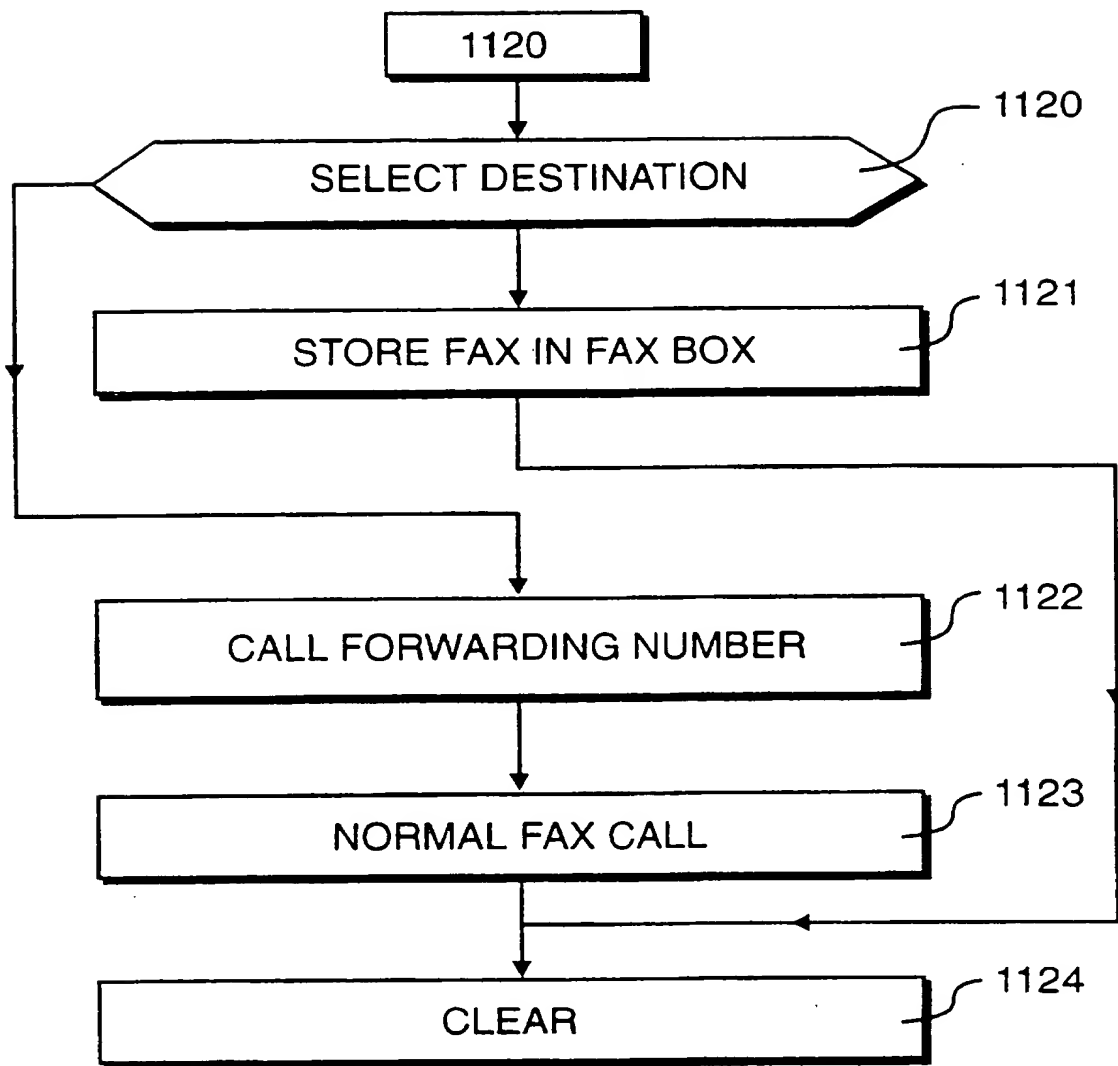 1120
1120
SELECT DESTINATION
1121
STORE FAX IN FAX BOX
1122
CALL FORWARDING NUMBER
1123
NORMAL FAX CALL
1124
CLEAR